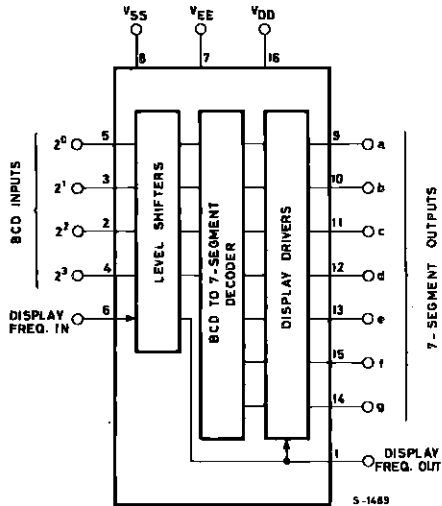 VSS
VEE
VDD
8
7
16
BCD INPUTS
2⁰
5
2¹
3
2²
2
2³
4
DISPLAY
FREQ. IN
6
LEVEL SHIFTERS
BCD TO 7-SEGMENT
DECODER
DISPLAY DRIVERS
9
a
10
b
11
c
12
d
13
e
15
f
14
g
7-SEGMENT OUTPUTS
1
DISPLAY
FREQ. OUT
S-1489